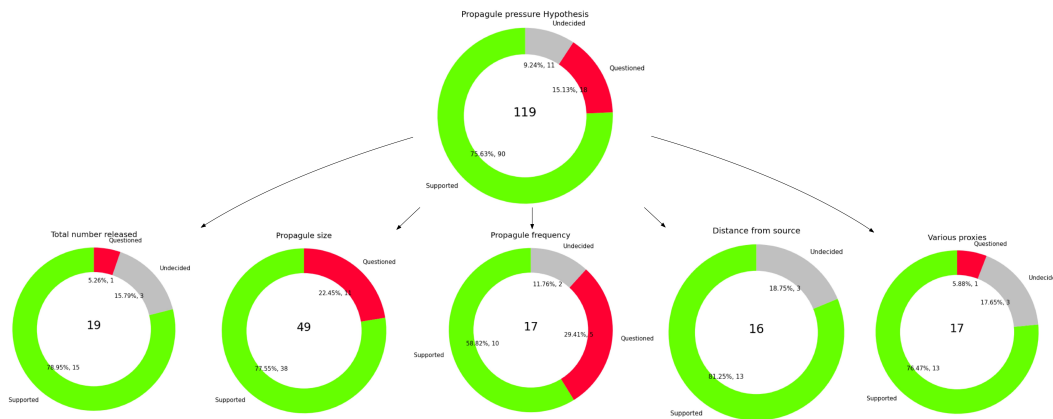 Propagule pressure Hypothesis
Undecided
9.24%, 11
Questioned
15.13%, 18
119
75.63%, 90
Supported
Total number released
Questioned
5.26%, 1
Undecided
15.79%, 3
19
78.95%, 15
Supported
Propagule size
Questioned
22.45%, 11
49
77.55%, 38
Supported
Propagule frequency
Undecided
11.76%, 2
17
29.41%, 5
58.82%, 10
Questioned
Supported
Distance from source
Undecided
18.75%, 3
16
81.25%, 13
Supported
Various proxies
Questioned
5.88%, 1
Undecide
17.65%, 3
17
76.47%, 13
Supported